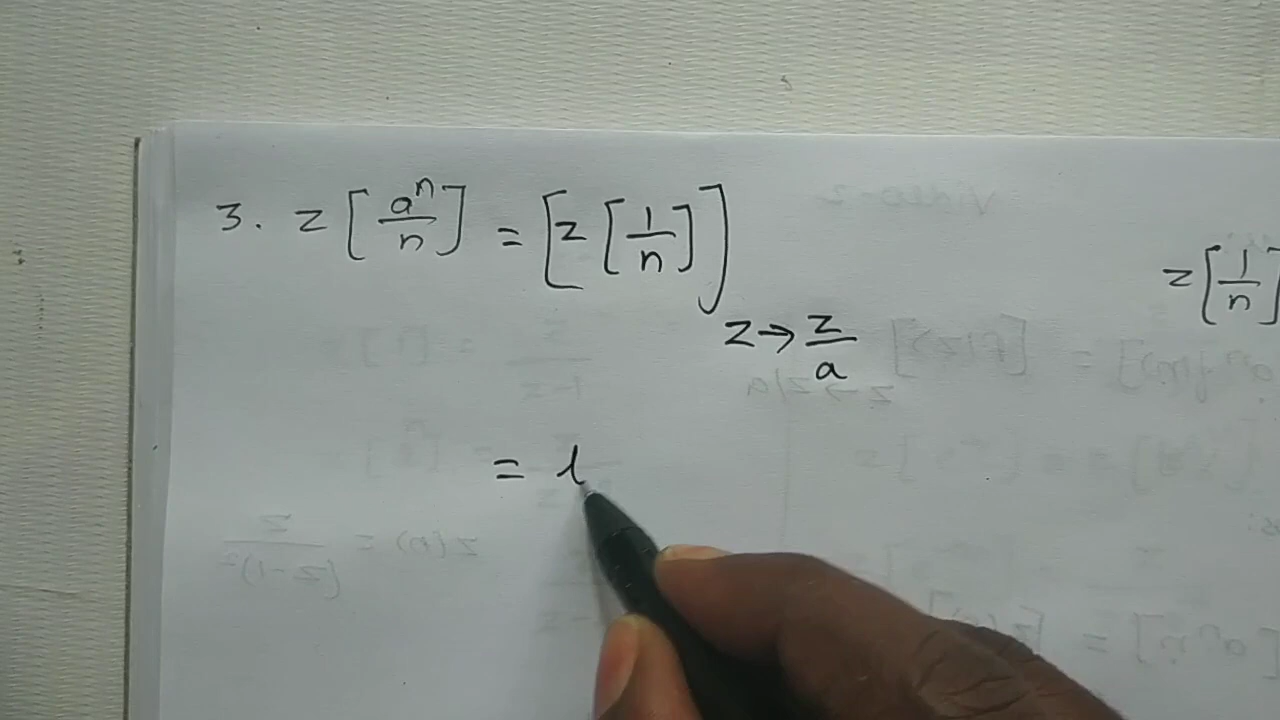 3. z[aⁿ/n] = [z[1/n]] z→z/a
z[1/n]
= l